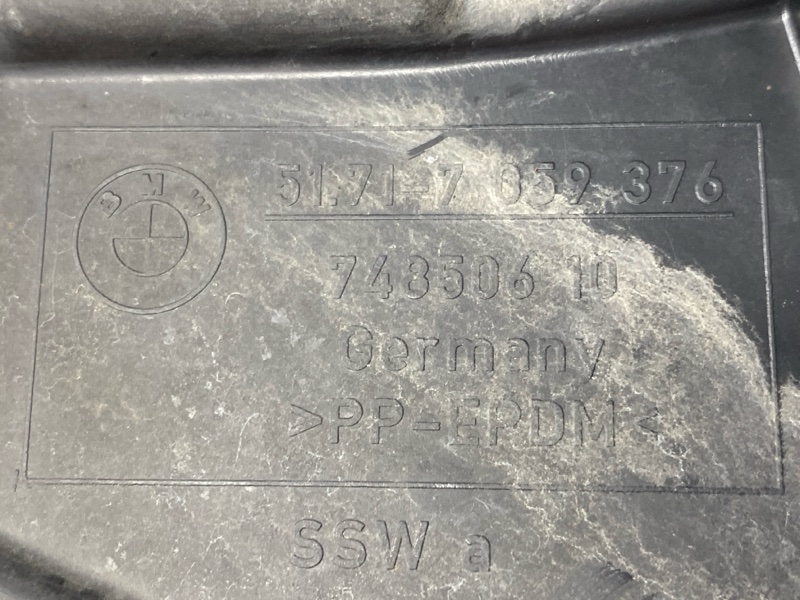 BMW
51.71-7 059 376
748506 10
Germany
>PP-EPDM<
SSW a